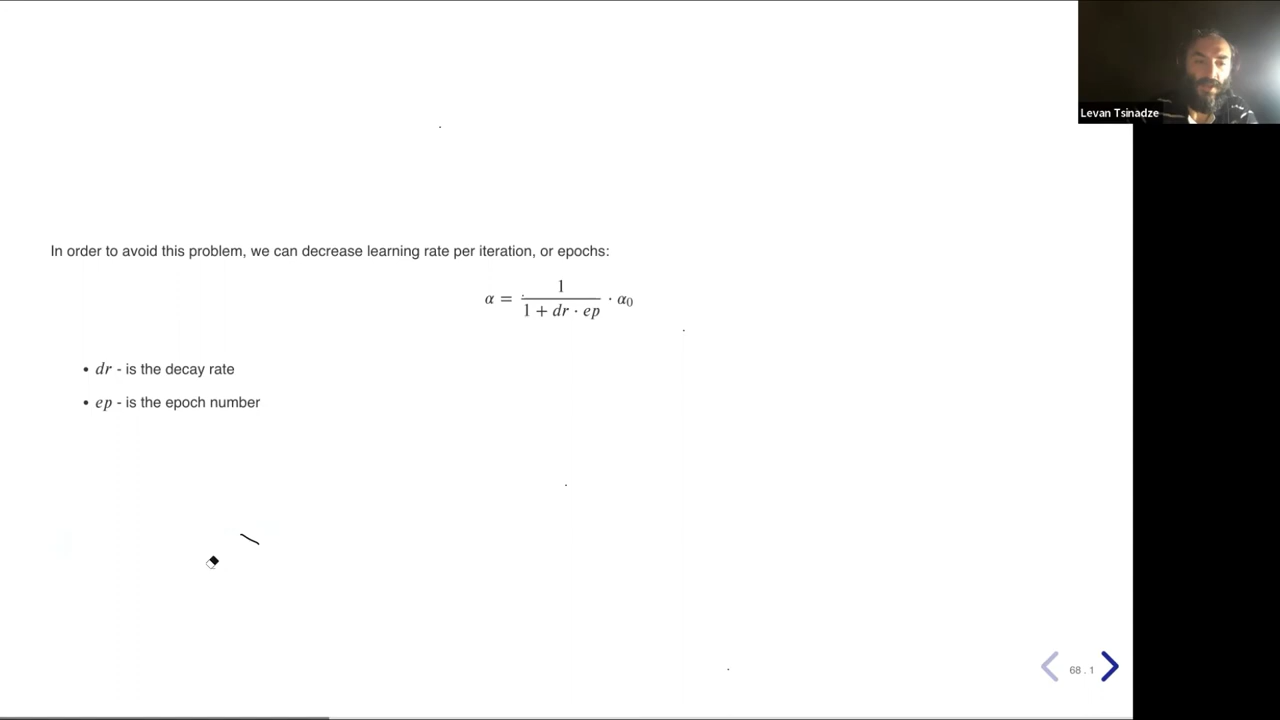 Levan Tsinadze
In order to avoid this problem, we can decrease learning rate per iteration, or epochs:
α = 1 / (1 + dr · ep) · α₀
• dr - is the decay rate
• ep - is the epoch number
68 . 1